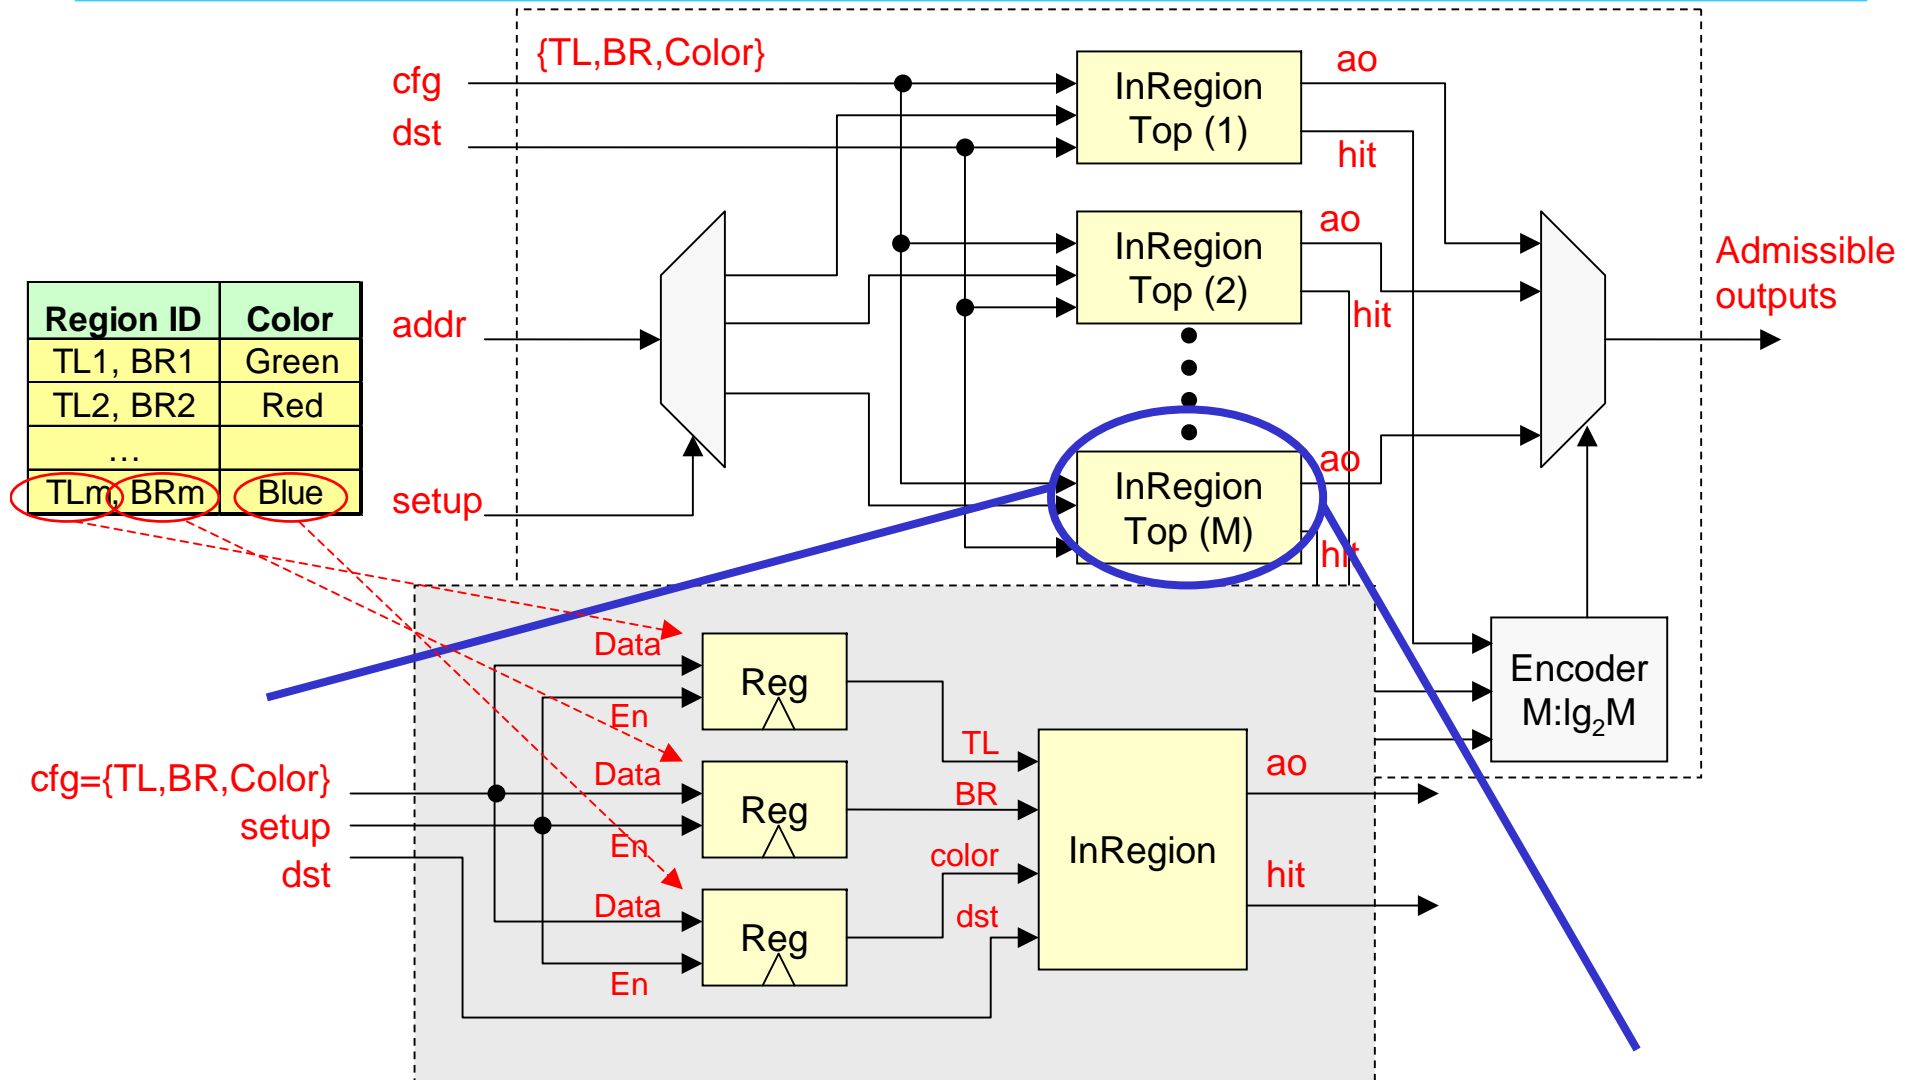 {TL,BR,Color}
cfg
dst
addr
setup
InRegion
Top (1)
ao
hit
InRegion
Top (2)
ao
hit
InRegion
Top (M)
ao
hit
Admissible
outputs
Encoder
M:lg2M
Region ID Color
TL1, BR1 Green
TL2, BR2 Red
…
TLm, BRm Blue
cfg={TL,BR,Color}
setup
dst
Data
En
Reg
Data
En
Reg
Data
En
Reg
TL
BR
color
dst
InRegion
ao
hit